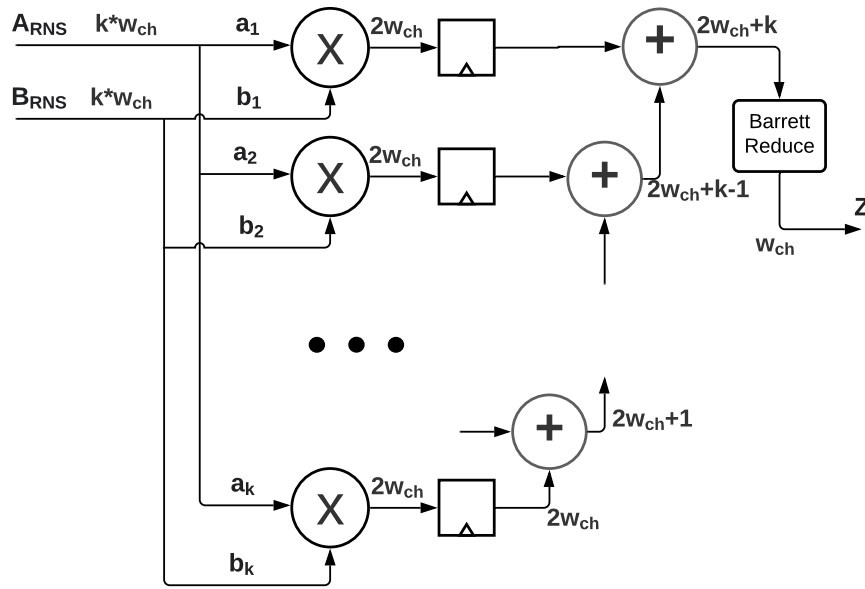 A_RNS k*w_ch a_1 2w_ch 2w_ch+k
X
+
B_RNS k*w_ch b_1
Barrett
Reduce
a_2 2w_ch
X
+
2w_ch+k-1
b_2
w_ch
Z
+
2w_ch+1
a_k 2w_ch
X
2w_ch
b_k